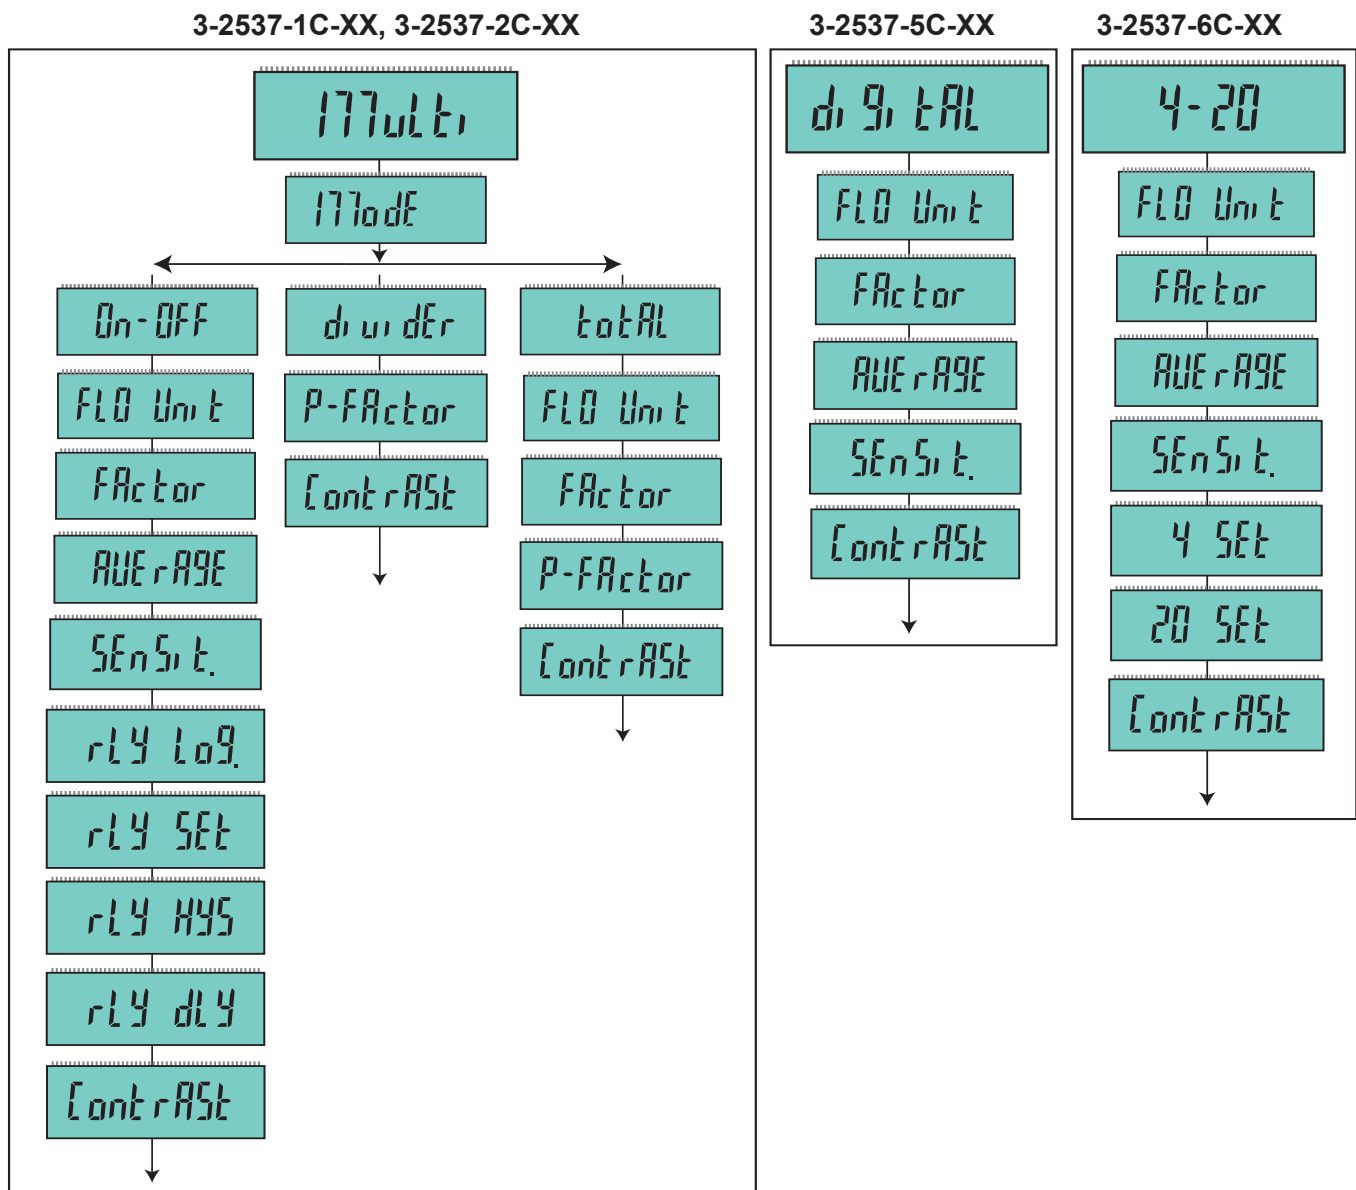 3-2537-1C-XX, 3-2537-2C-XX
Multi
ModE
On-OFF
FLO Unit
FActor
AVErAgE
SEnSit.
rLY Log.
rLY SEt
rLY HYS
rLY dLY
ContrASt
dividEr
P-FActor
ContrASt
totAL
FLO Unit
FActor
P-FActor
ContrASt
3-2537-5C-XX
digitAL
FLO Unit
FActor
AVErAgE
SEnSit.
ContrASt
3-2537-6C-XX
4-20
FLO Unit
FActor
AVErAgE
SEnSit.
4 SEt
20 SEt
ContrASt